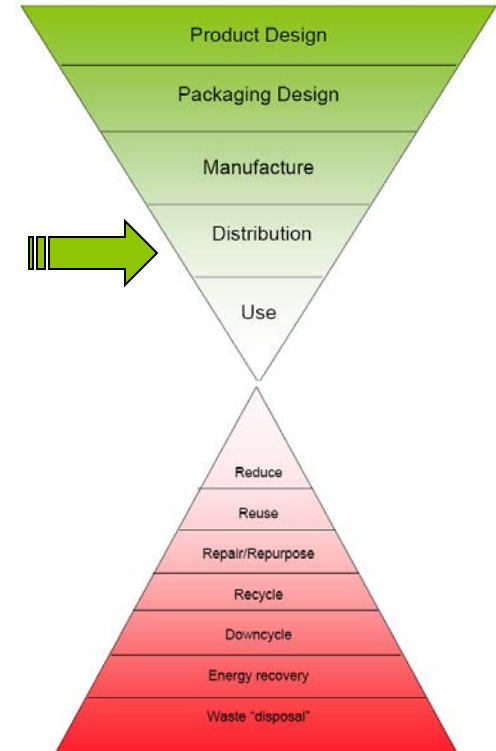 Product Design
Packaging Design
Manufacture
Distribution
Use
Reduce
Reuse
Repair/Repurpose
Recycle
Downcycle
Energy recovery
Waste “disposal”